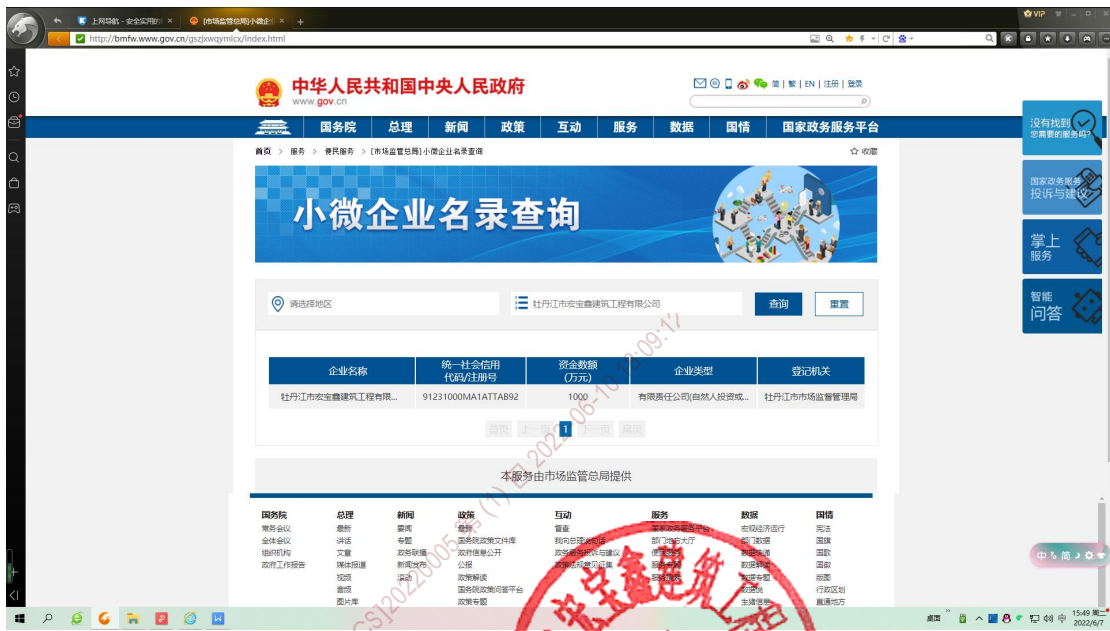 上网导航 - 安全实用的 × [市场监管总局]小微企 × +
VIP
http://bmfw.www.gov.cn/gszjxwqymlcx/index.html
中华人民共和国中央人民政府
www.gov.cn
简 | 繁 | EN | 注册 | 登录
国务院 总理 新闻 政策 互动 服务 数据 国情 国家政务服务平台
首页 > 服务 > 便民服务 > [市场监管总局]小微企业名录查询 收藏
没有找到
您需要的服务吗?
国家政务服务
投诉与建议
掌上
服务
智能
问答
小微企业名录查询
请选择地区 牡丹江市宏宝鑫建筑工程有限公司 查询 重置
企业名称 统一社会信用代码/注册号 资金数额(万元) 企业类型 登记机关
牡丹江市宏宝鑫建筑工程有限... 91231000MA1ATTAB92 1000 有限责任公司(自然人投资或... 牡丹江市市场监督管理局
首页 上一页 1 下一页 尾页
本服务由市场监管总局提供
国务院 总理 新闻 政策 互动 服务 数据 国情
常务会议 最新 要闻 最新 督查 国家政务服务平台 宏观经济运行 宪法
全体会议 讲话 专题 国务院政策文件库 我向总理说句话 部门地方大厅 部门数据 国旗
组织机构 文章 政务联播 政府信息公开 政务服务投诉与建议 数据快递 国歌
政府工作报告 媒体报道 新闻发布 公报 政策法规意见征集 服务专题 数据解读 国徽
视频 滚动 政策解读 数据专题 版图
音频 国务院政策问答平台 数据说 行政区划
图片库 政策专题 生猪信息 直通地方
中 简
桌面 中 15:49 周二
2022/6/7